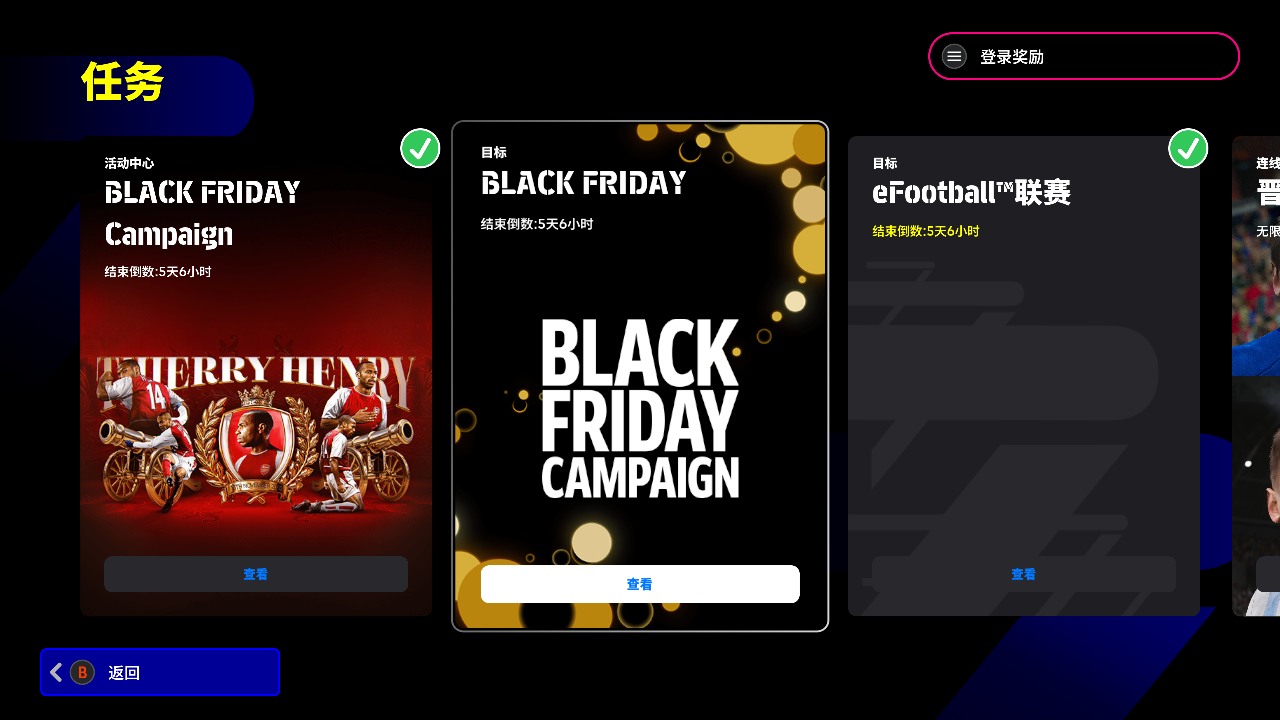 任务
登录奖励
活动中心
BLACK FRIDAY
Campaign
结束倒数:5天6小时
THIERRY HENRY
14
查看
目标
BLACK FRIDAY
结束倒数:5天6小时
BLACK
FRIDAY
CAMPAIGN
查看
目标
eFootball™联赛
结束倒数:5天6小时
查看
连线
晋
无限
B 返回